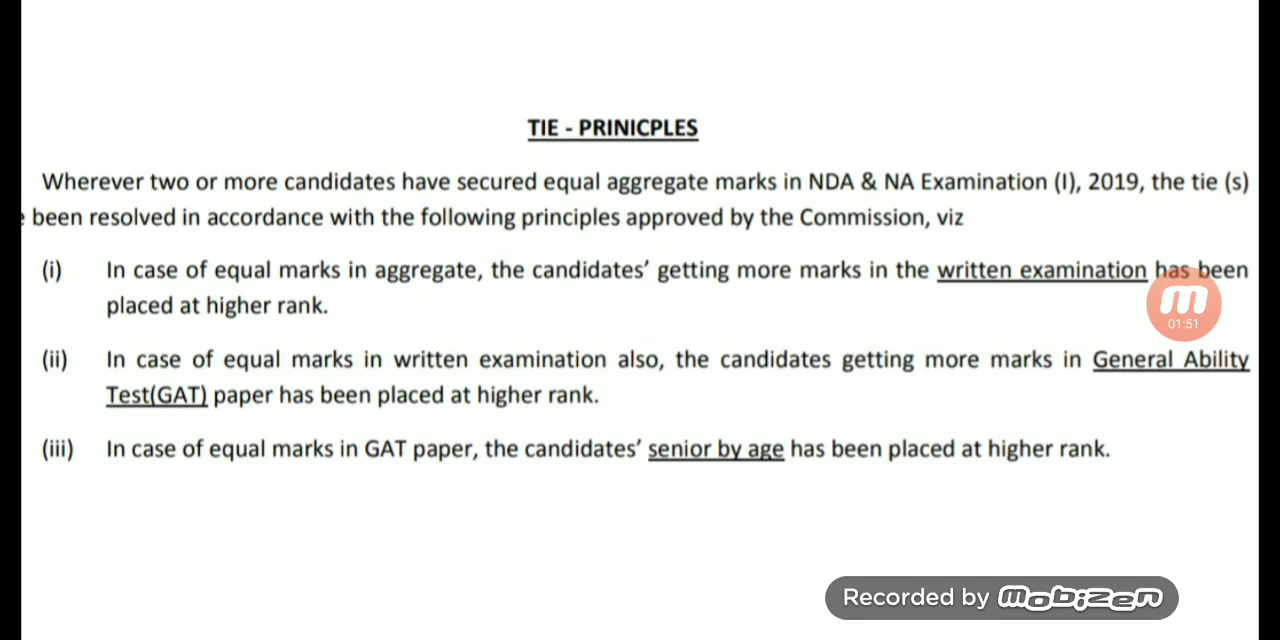 TIE - PRINICPLES
Wherever two or more candidates have secured equal aggregate marks in NDA & NA Examination (I), 2019, the tie (s)
been resolved in accordance with the following principles approved by the Commission, viz
(i) In case of equal marks in aggregate, the candidates’ getting more marks in the written examination has been
placed at higher rank.
01:51
(ii) In case of equal marks in written examination also, the candidates getting more marks in General Ability
Test(GAT) paper has been placed at higher rank.
(iii) In case of equal marks in GAT paper, the candidates’ senior by age has been placed at higher rank.
Recorded by mobizen